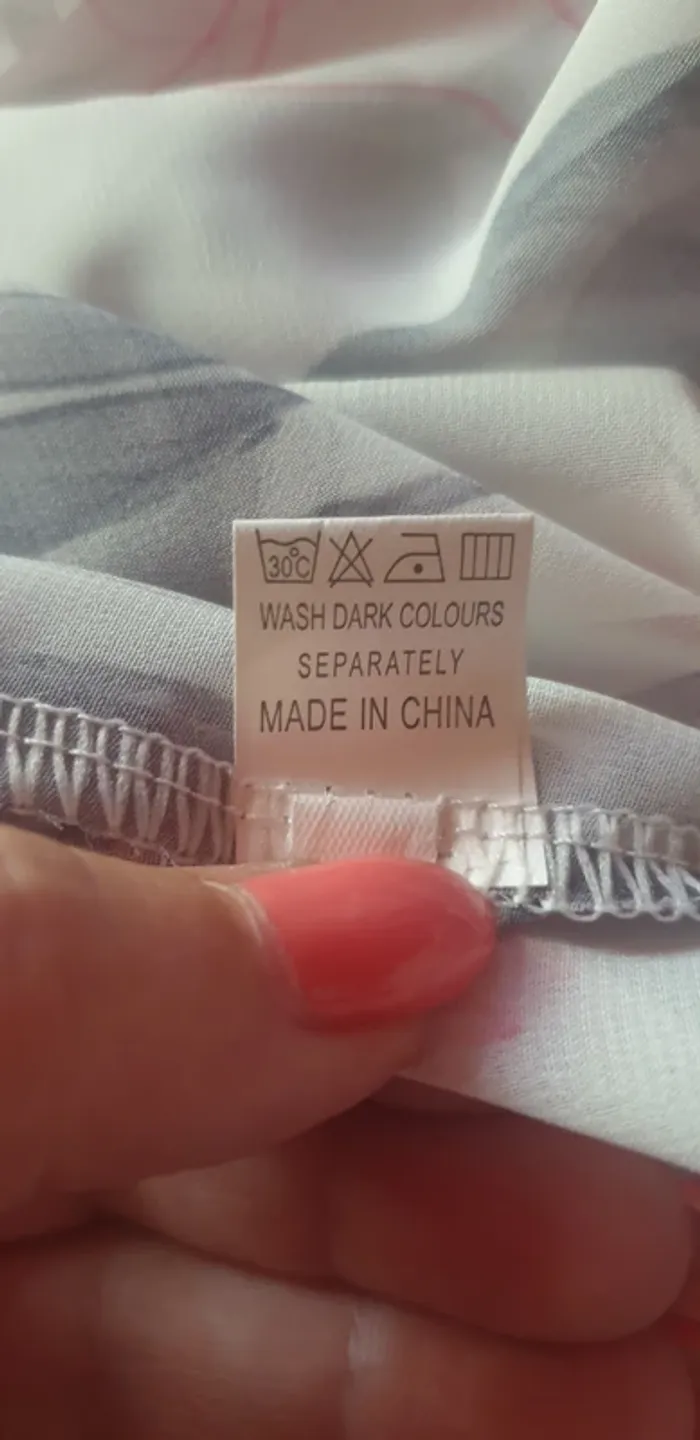 30°C
WASH DARK COLOURS
SEPARATELY
MADE IN CHINA